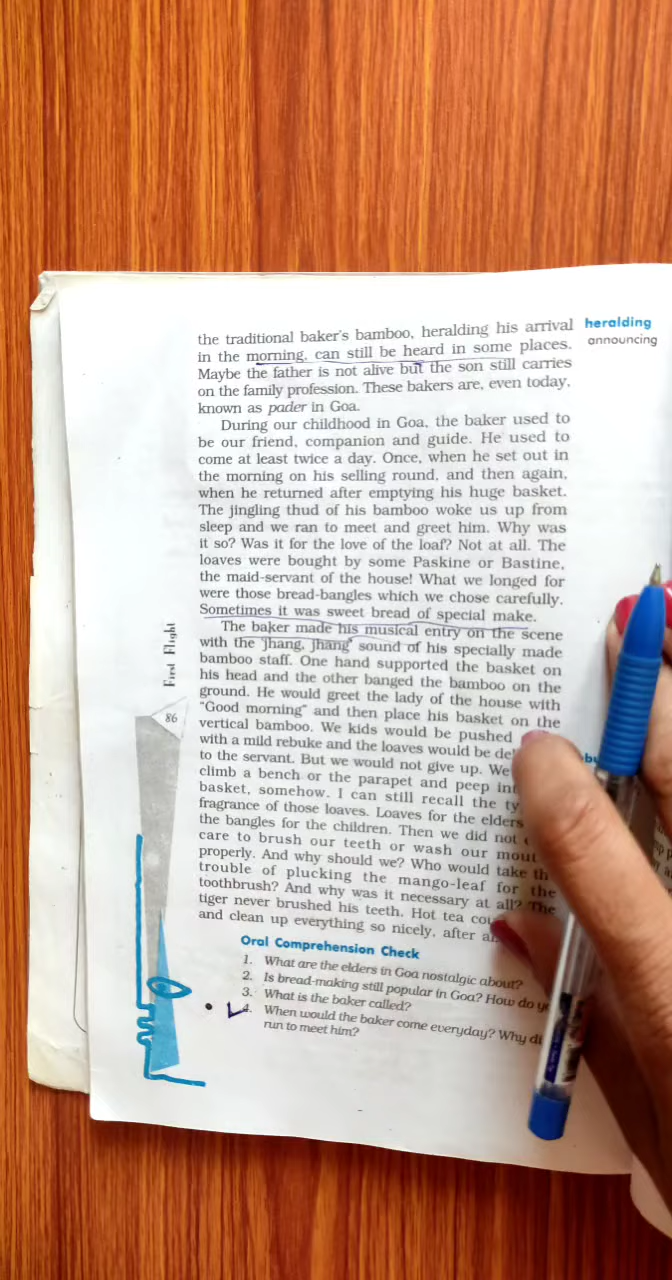 the traditional baker's bamboo, heralding his arrival
in the morning, can still be heard in some places.
Maybe the father is not alive but the son still carries
on the family profession. These bakers are, even today,
known as pader in Goa.
heralding
announcing
During our childhood in Goa, the baker used to
be our friend, companion and guide. He used to
come at least twice a day. Once, when he set out in
the morning on his selling round, and then again,
when he returned after emptying his huge basket.
The jingling thud of his bamboo woke us up from
sleep and we ran to meet and greet him. Why was
it so? Was it for the love of the loaf? Not at all. The
loaves were bought by some Paskine or Bastine,
the maid-servant of the house! What we longed for
were those bread-bangles which we chose carefully.
Sometimes it was sweet bread of special make.
The baker made his musical entry on the scene
with the 'jhang, jhang' sound of his specially made
bamboo staff. One hand supported the basket on
his head and the other banged the bamboo on the
ground. He would greet the lady of the house with
"Good morning" and then place his basket on the
vertical bamboo. We kids would be pushed
with a mild rebuke and the loaves would be
to the servant. But we would not give up. We
climb a bench or the parapet and peep
basket, somehow. I can still recall the
fragrance of those loaves. Loaves for the elders
the bangles for the children. Then we did not
care to brush our teeth or wash our
properly. And why should we? Who would take
trouble of plucking the mango-leaf for the
toothbrush? And why was it necessary at all? The
tiger never brushed his teeth. Hot tea
and clean up everything so nicely, after
First Flight
86
Oral Comprehension Check
1. What are the elders in Goa nostalgic about?
2. Is bread-making still popular in Goa? How do
3. What is the baker called?
4. When would the baker come everyday? Why
run to meet him?